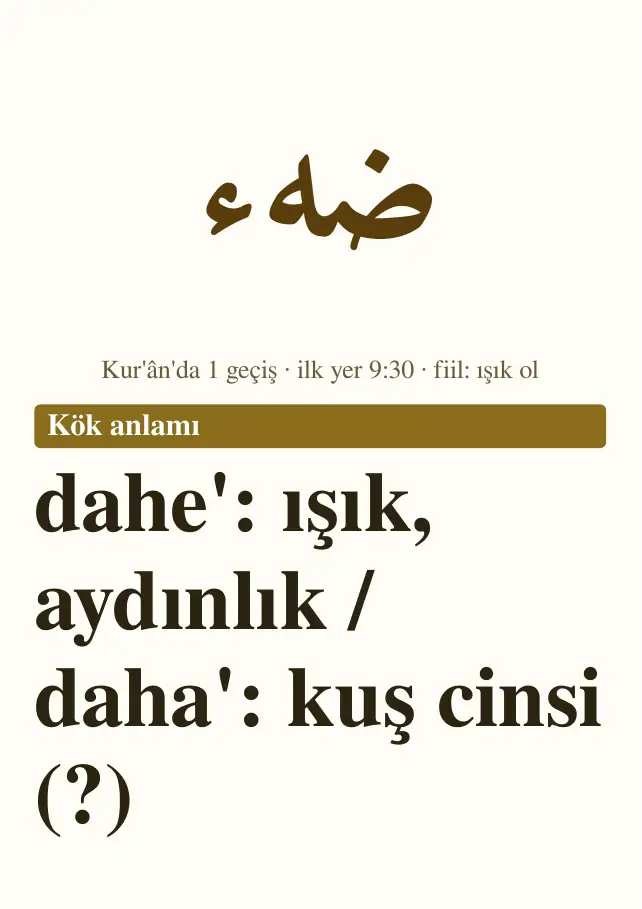 ضهء
Kur'ân'da 1 geçiş · ilk yer 9:30 · fiil: ışık ol
Kök anlamı
dahe': ışık,
aydınlık /
daha': kuş cinsi
(?)